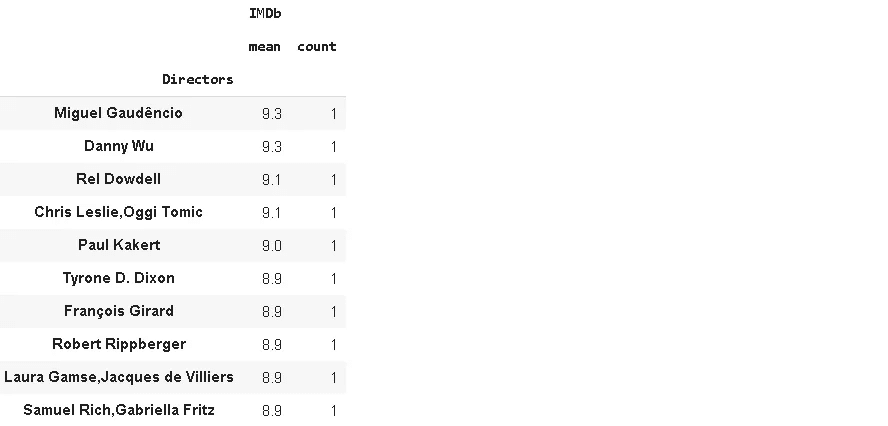 IMDb
mean count
Directors
Miguel Gaudêncio 9.3 1
Danny Wu 9.3 1
Rel Dowdell 9.1 1
Chris Leslie,Oggi Tomic 9.1 1
Paul Kakert 9.0 1
Tyrone D. Dixon 8.9 1
François Girard 8.9 1
Robert Rippberger 8.9 1
Laura Gamse,Jacques de Villiers 8.9 1
Samuel Rich,Gabriella Fritz 8.9 1